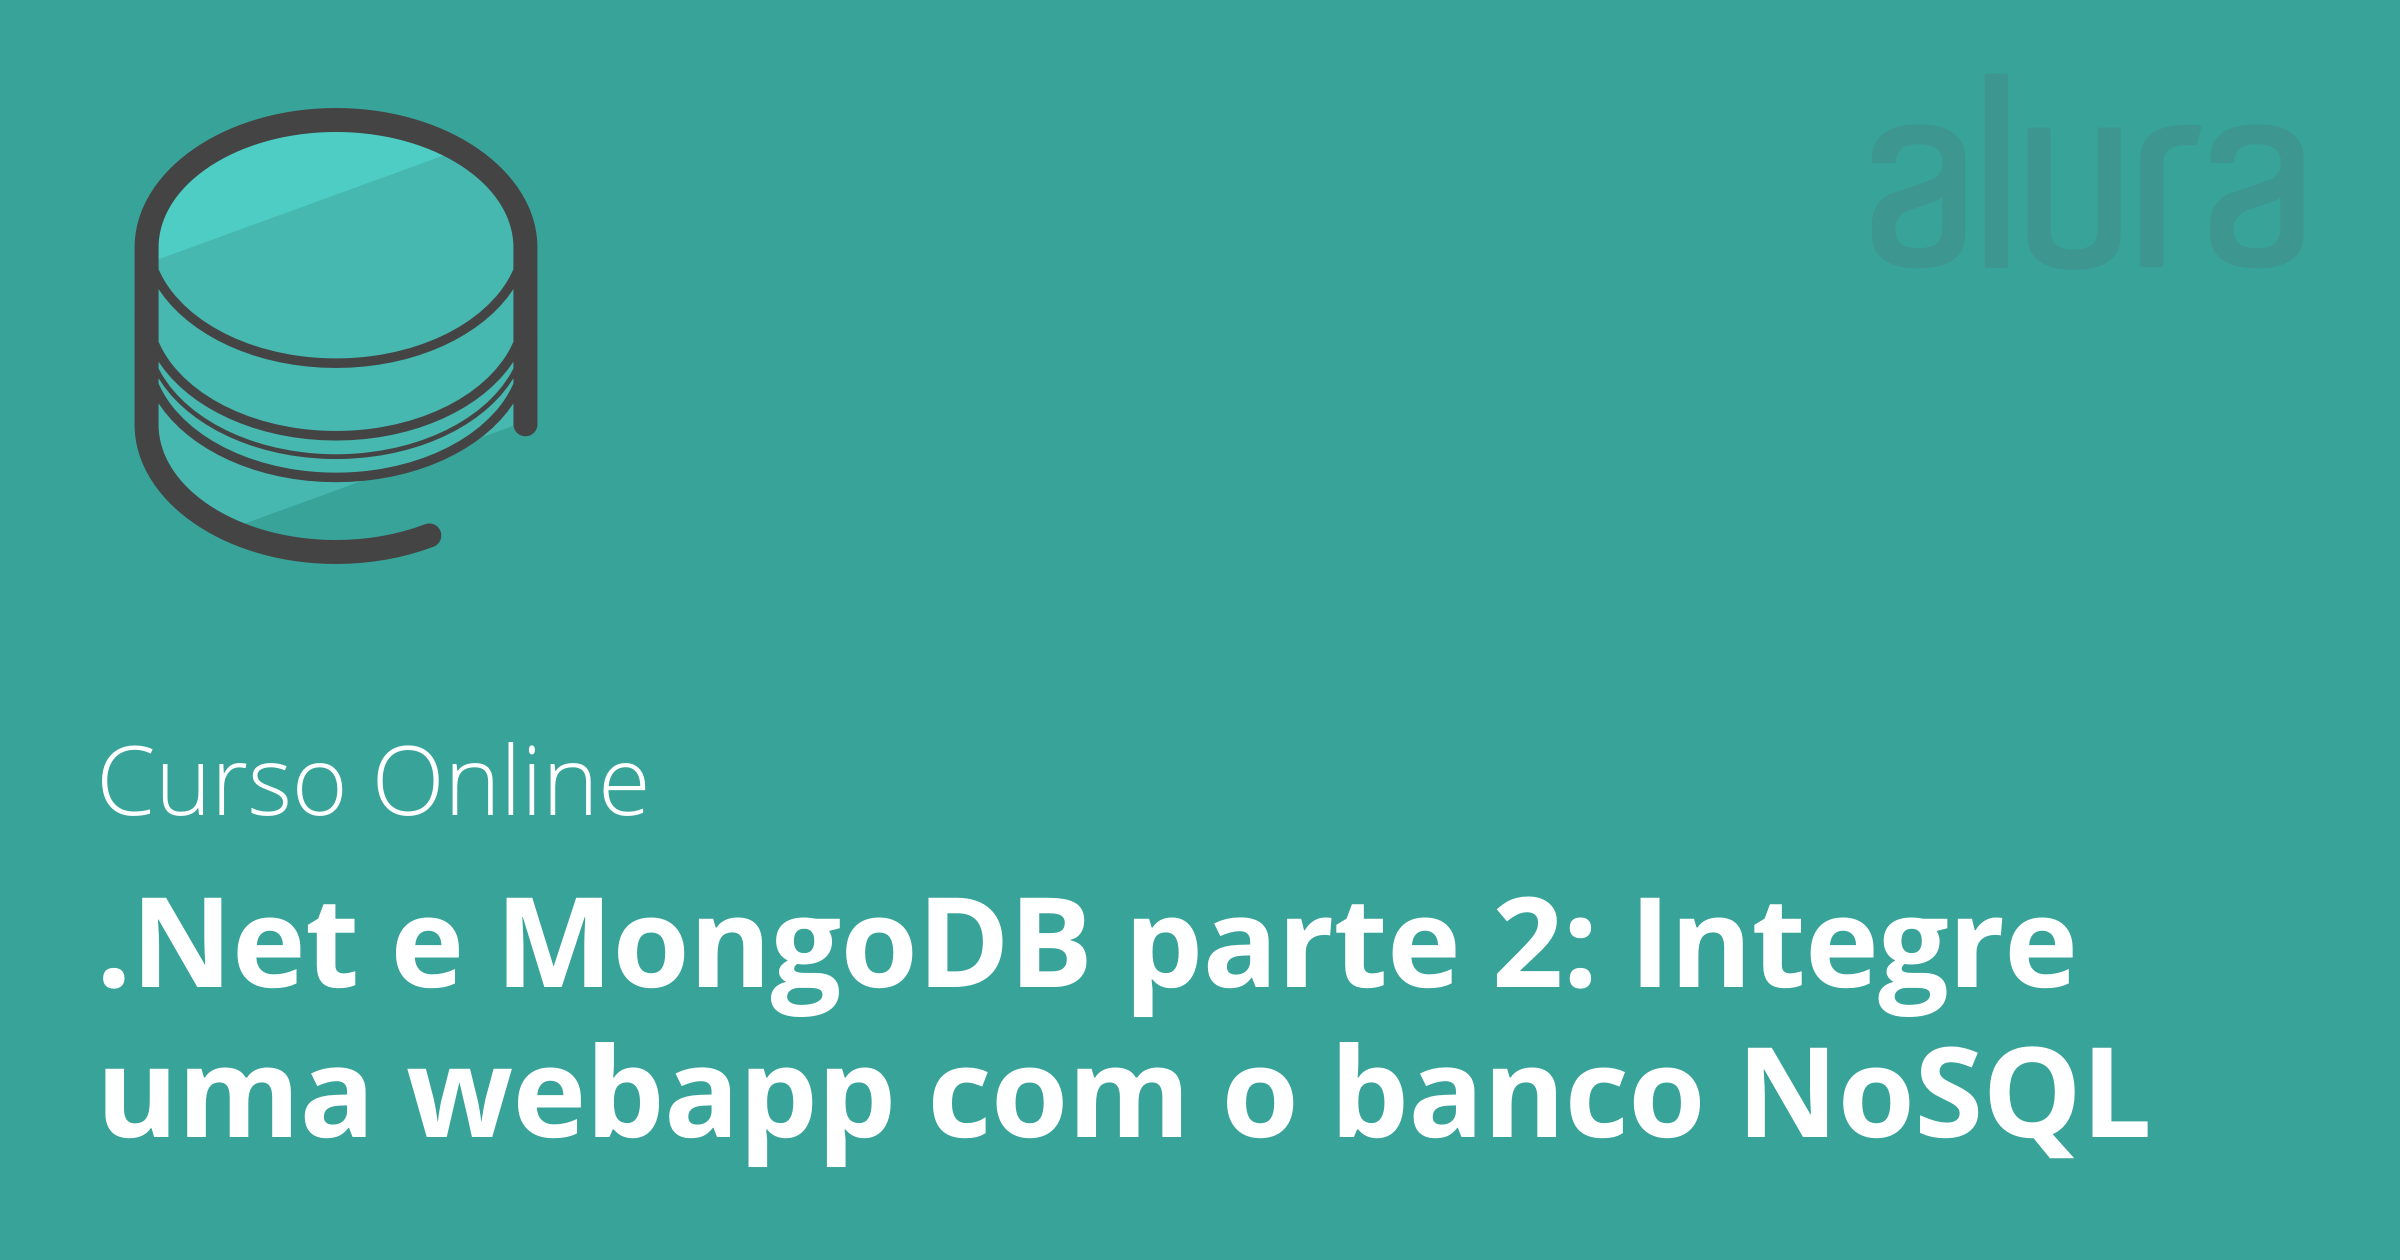 alura
Curso Online
.Net e MongoDB parte 2: Integre
uma webapp com o banco NoSQL